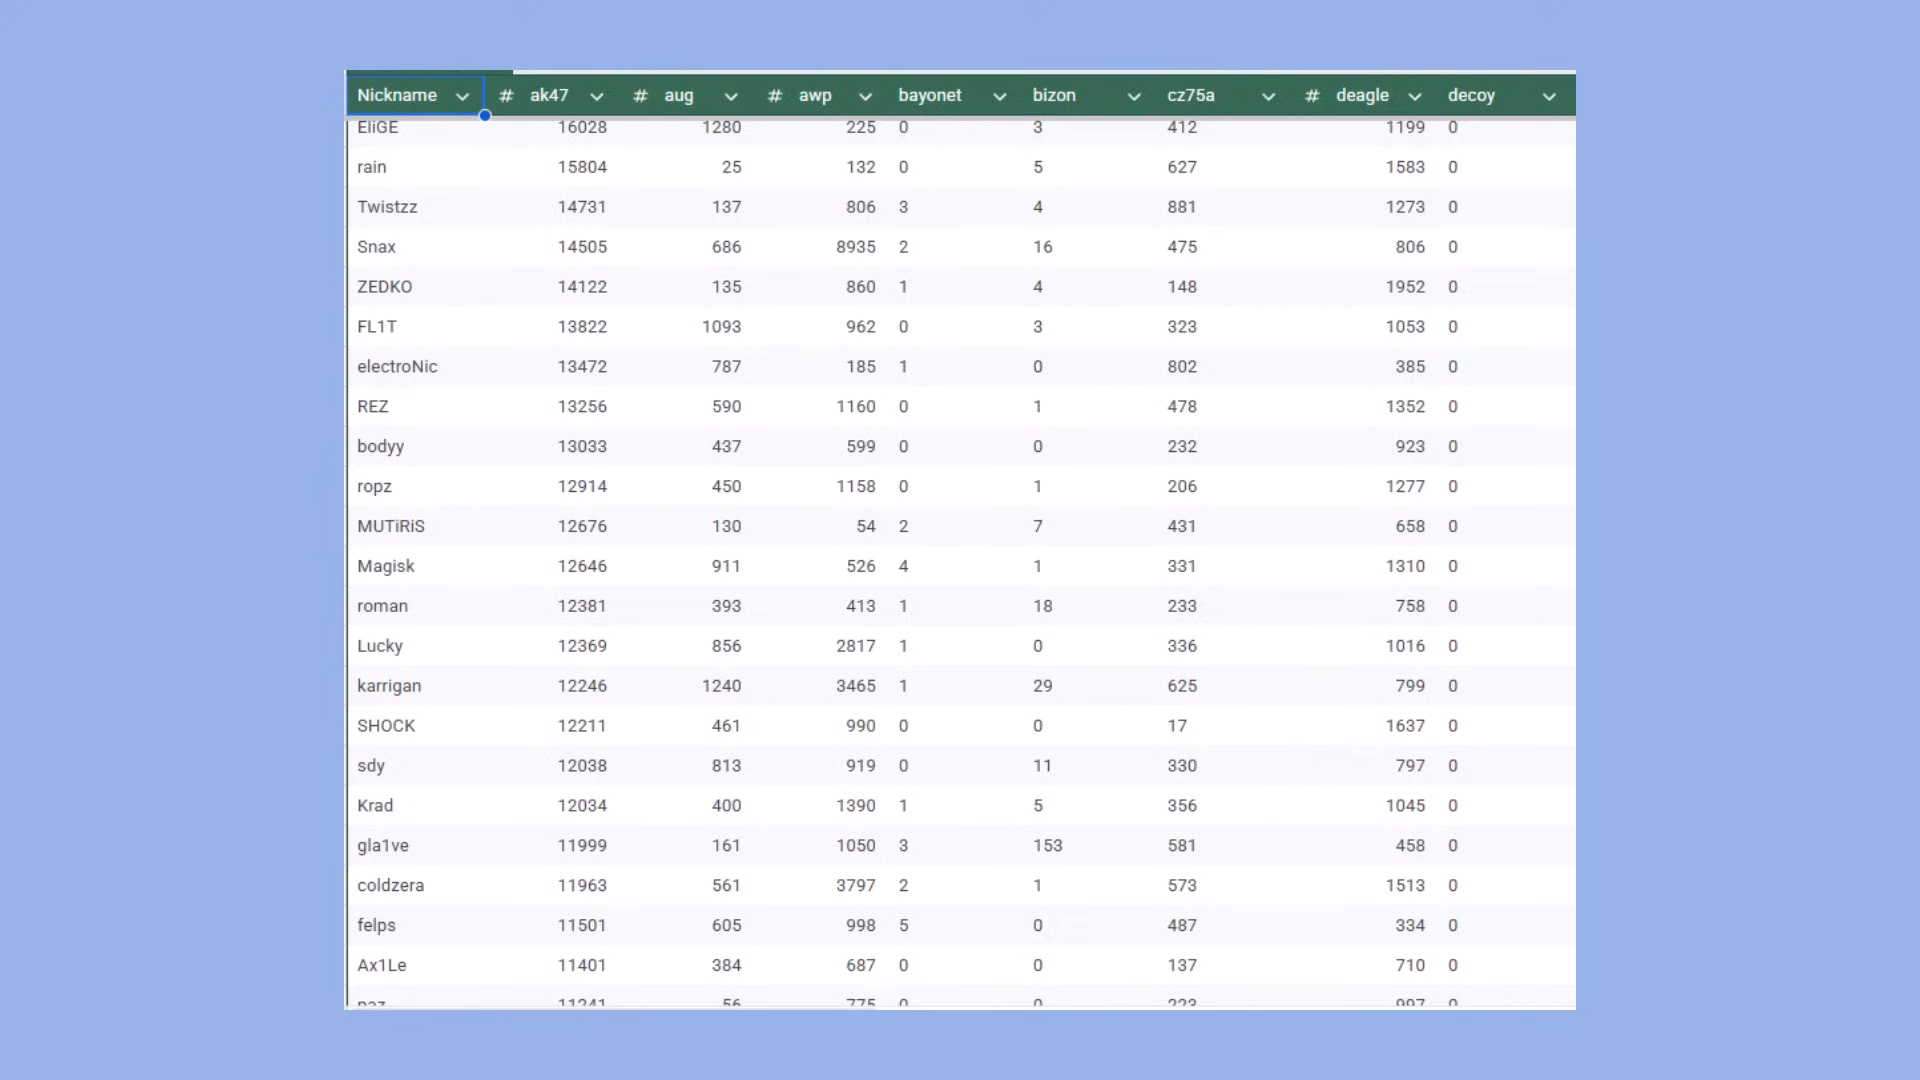 Nickname # ak47 # aug # awp bayonet bizon cz75a # deagle decoy
EliGE 16028 1280 225 0 3 412 1199 0
rain 15804 25 132 0 5 627 1583 0
Twistzz 14731 137 806 3 4 881 1273 0
Snax 14505 686 8935 2 16 475 806 0
ZEDKO 14122 135 860 1 4 148 1952 0
FL1T 13822 1093 962 0 3 323 1053 0
electroNic 13472 787 185 1 0 802 385 0
REZ 13256 590 1160 0 1 478 1352 0
bodyy 13033 437 599 0 0 232 923 0
ropz 12914 450 1158 0 1 206 1277 0
MUTiRiS 12676 130 54 2 7 431 658 0
Magisk 12646 911 526 4 1 331 1310 0
roman 12381 393 413 1 18 233 758 0
Lucky 12369 856 2817 1 0 336 1016 0
karrigan 12246 1240 3465 1 29 625 799 0
SHOCK 12211 461 990 0 0 17 1637 0
sdy 12038 813 919 0 11 330 797 0
Krad 12034 400 1390 1 5 356 1045 0
gla1ve 11999 161 1050 3 153 581 458 0
coldzera 11963 561 3797 2 1 573 1513 0
felps 11501 605 998 5 0 487 334 0
Ax1Le 11401 384 687 0 0 137 710 0